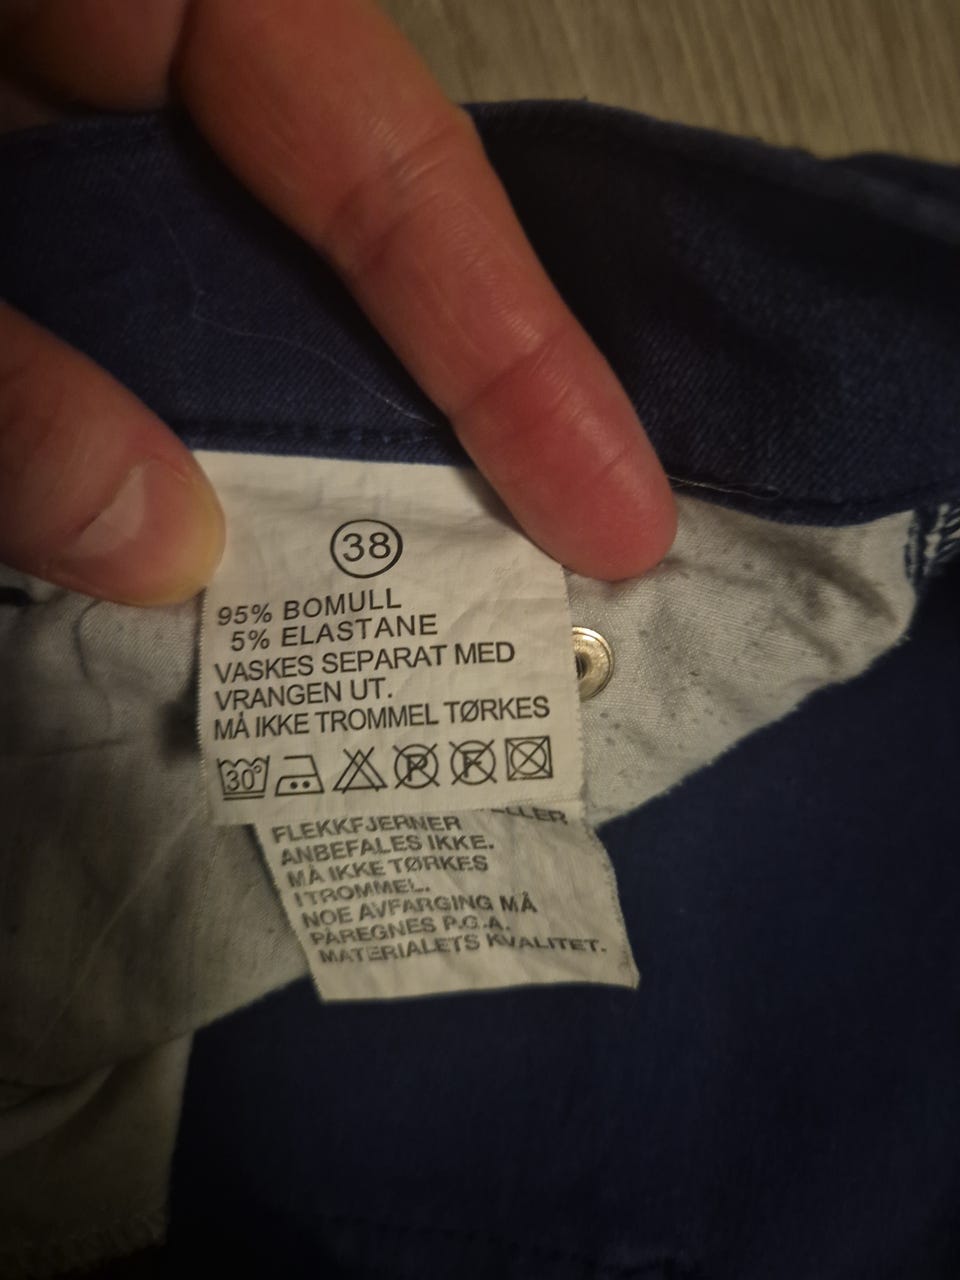 38
95% BOMULL
5% ELASTANE
VASKES SEPARAT MED
VRANGEN UT.
MÅ IKKE TROMMEL TØRKES
30° P F
FLEKKFJERNER
ANBEFALES IKKE.
MÅ IKKE TØRKES
I TROMMEL.
NOE AVFARGING MÅ
PÅREGNES P.G.A.
MATERIALETS KVALITET.